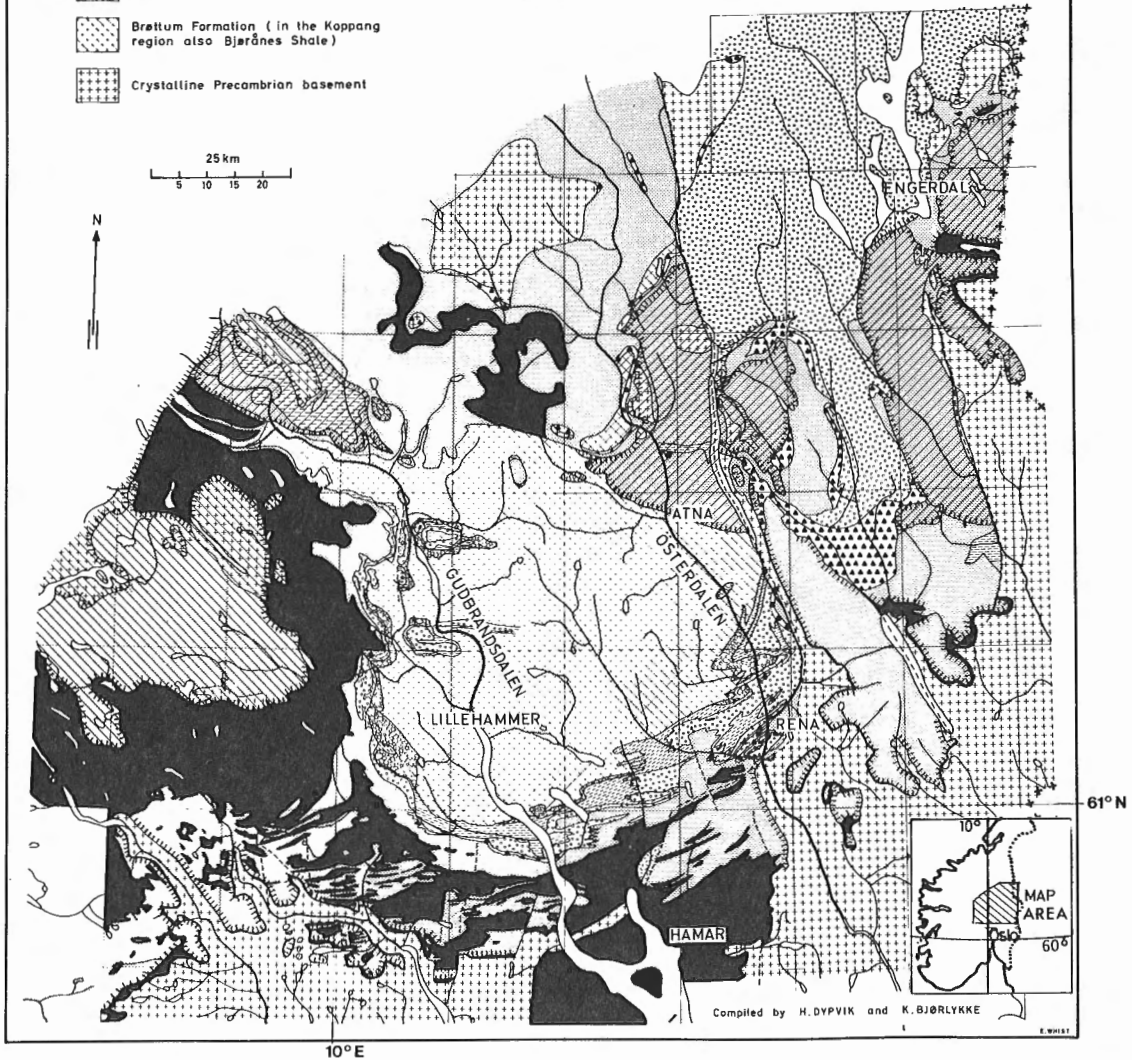 Brøttum Formation ( in the Koppang
region also Bjørånes Shale )
Crystalline Precambrian basement
25 km
5 10 15 20
N
ENGERDAL
ATNA
ÖSTERDALEN
GUDBRANDSDALEN
LILLEHAMMER
RENA
61° N
10°
MAP
AREA
Oslo
60°
HAMAR
Compiled by H. DYPVIK and K. BJØRLYKKE
E. WHIST
10° E